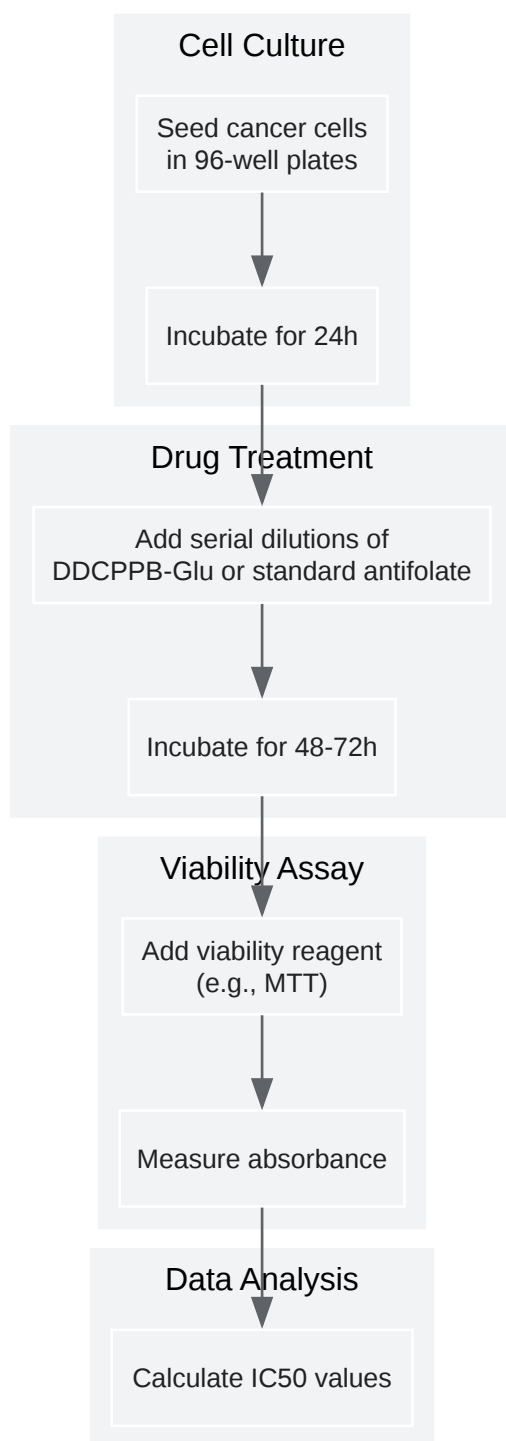 Cell Culture
Seed cancer cells
in 96-well plates
Incubate for 24h
Drug Treatment
Add serial dilutions of
DDCPPB-Glu or standard antifolate
Incubate for 48-72h
Viability Assay
Add viability reagent
(e.g., MTT)
Measure absorbance
Data Analysis
Calculate IC50 values